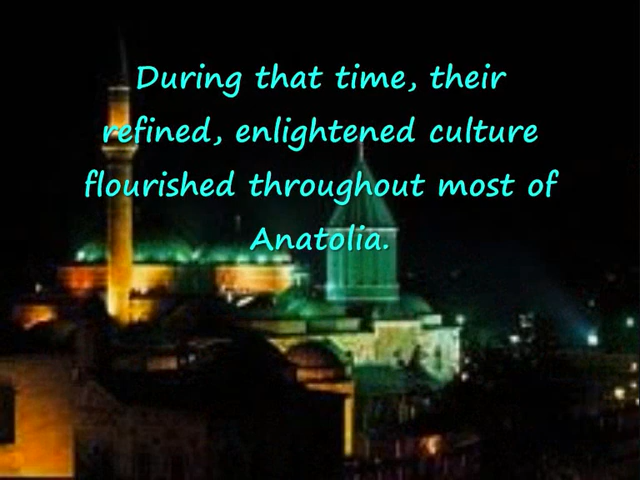 During that time, their
refined, enlightened culture
flourished throughout most of
Anatolia.